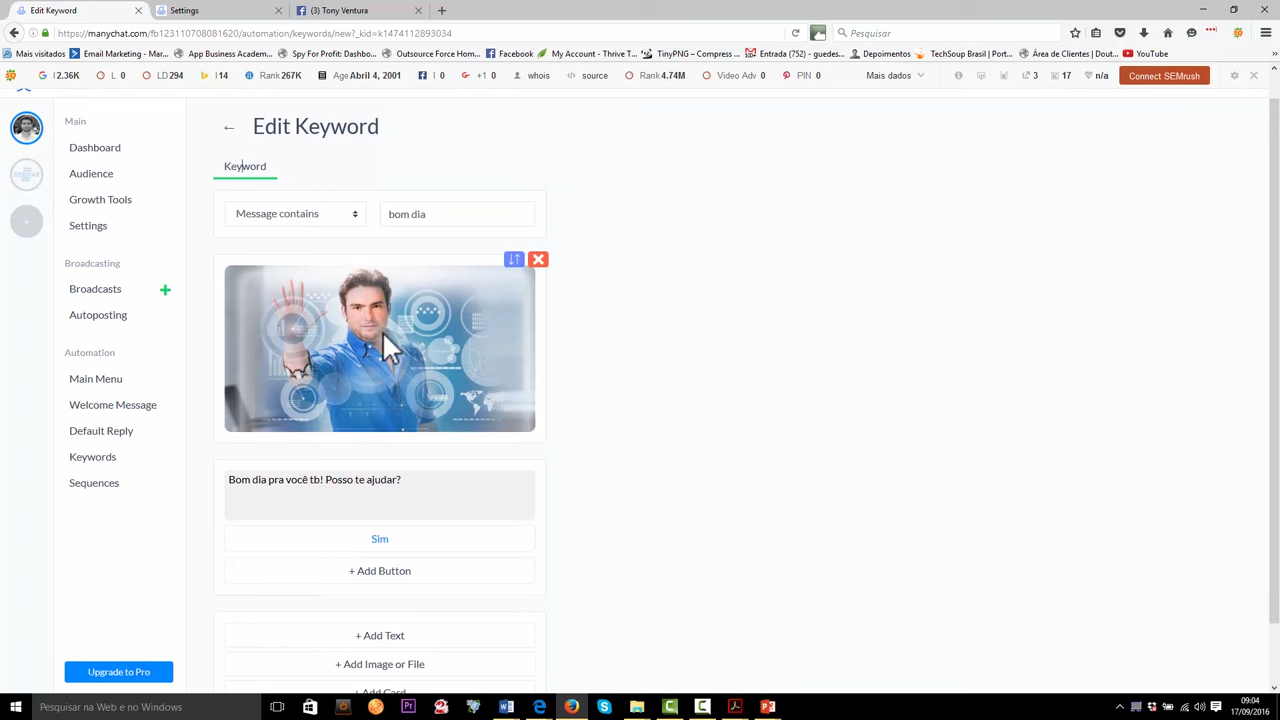 Edit Keyword
Settings
(3) Tony Ventura
https://manychat.com/fb123110708081620/automation/keywords/new?_kid=k1474112893034
Pesquisar
Mais visitados
Email Marketing - Mar...
App Business Academ...
Spy For Profit: Dashbo...
Outsource Force Hom...
Facebook
My Account - Thrive T...
TinyPNG – Compress ...
Entrada (752) - guedes...
Depoimentos
TechSoup Brasil | Port...
Área de Clientes | Dout...
YouTube
I 2.36K
L 0
LD 294
I 14
Rank 267K
Age Abril 4, 2001
I 0
+1 0
whois
source
Rank 4.74M
Video Adv 0
PIN 0
Mais dados
3
17
n/a
Connect SEMrush
Main
Dashboard
Audience
Growth Tools
Settings
Broadcasting
Broadcasts
Autoposting
Automation
Main Menu
Welcome Message
Default Reply
Keywords
Sequences
Upgrade to Pro
← Edit Keyword
Keyword
Message contains
bom dia
Bom dia pra você tb! Posso te ajudar?
Sim
+ Add Button
+ Add Text
+ Add Image or File
+ Add Card
Pesquisar na Web e no Windows
09:04
17/09/2016